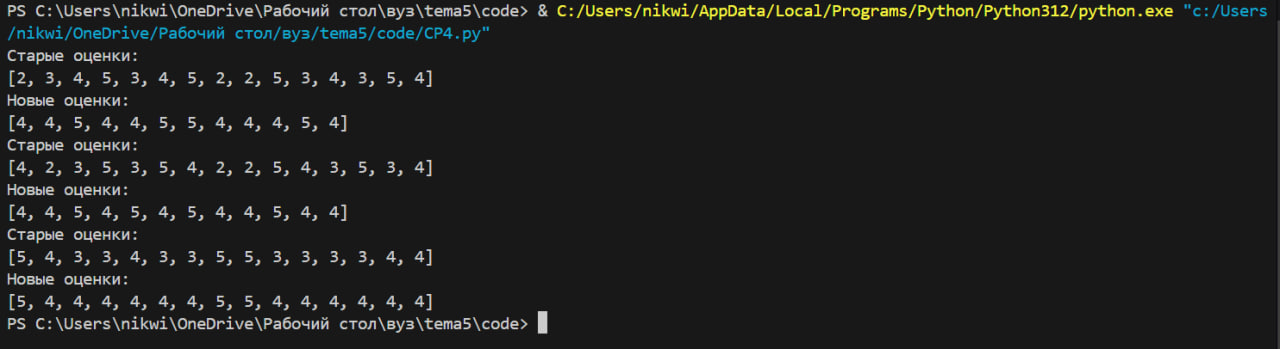 PS C:\Users\nikwi\OneDrive\Рабочий стол\вуз\tema5\code> & C:/Users/nikwi/AppData/Local/Programs/Python/Python312/python.exe "c:/Users
/nikwi/OneDrive/Рабочий стол/вуз/tema5/code/CP4.py"
Старые оценки:
[2, 3, 4, 5, 3, 4, 5, 2, 2, 5, 3, 4, 3, 5, 4]
Новые оценки:
[4, 4, 5, 4, 4, 5, 5, 4, 4, 4, 5, 4]
Старые оценки:
[4, 2, 3, 5, 3, 5, 4, 2, 2, 5, 4, 3, 5, 3, 4]
Новые оценки:
[4, 4, 5, 4, 5, 4, 5, 4, 4, 5, 4, 4]
Старые оценки:
[5, 4, 3, 3, 4, 3, 3, 5, 5, 3, 3, 3, 3, 4, 4]
Новые оценки:
[5, 4, 4, 4, 4, 4, 4, 5, 5, 4, 4, 4, 4, 4, 4]
PS C:\Users\nikwi\OneDrive\Рабочий стол\вуз\tema5\code>